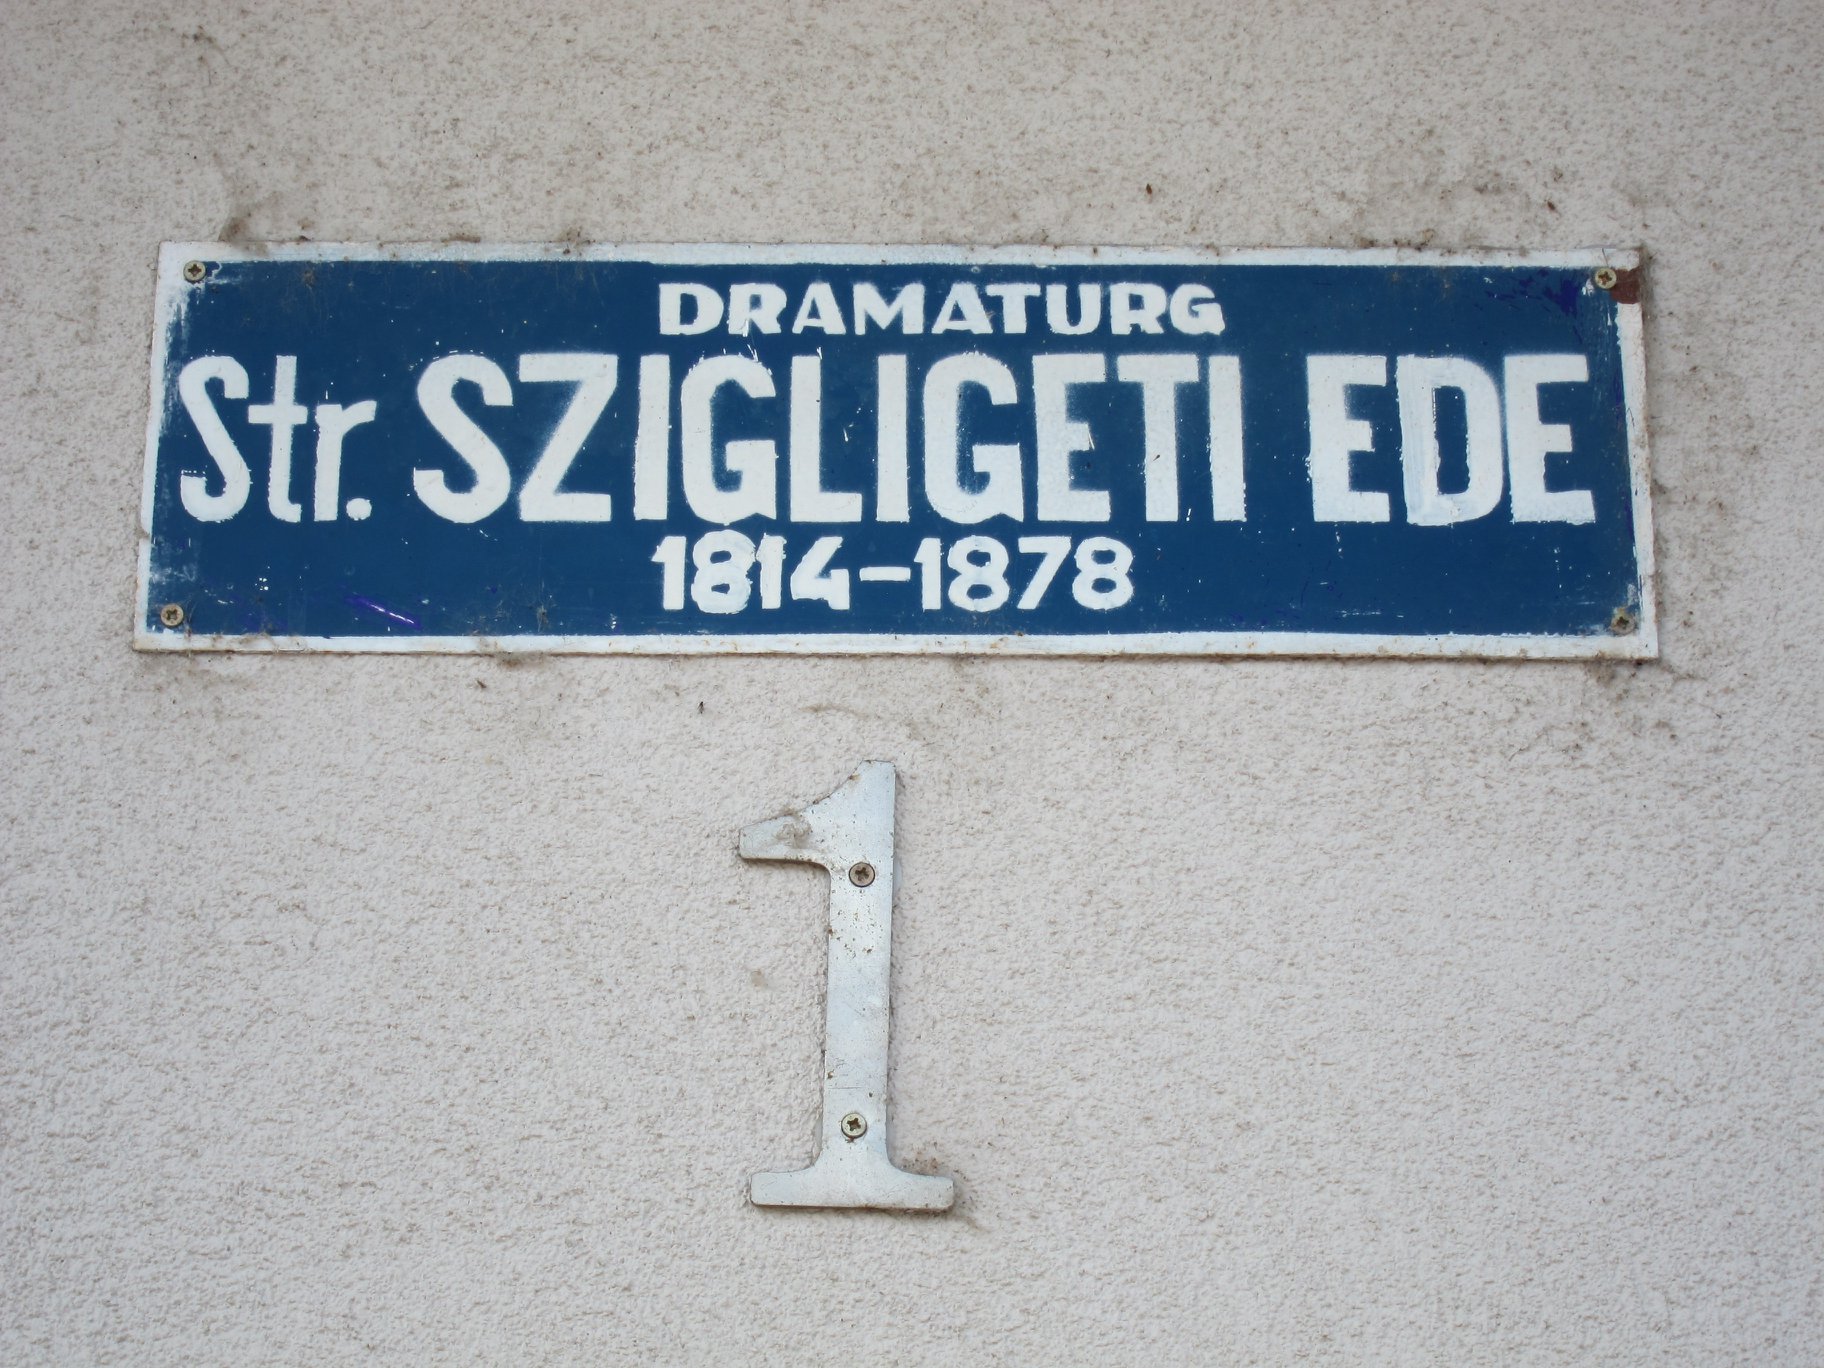 DRAMATURG
Str. SZIGLIGETI EDE
1814-1878
1